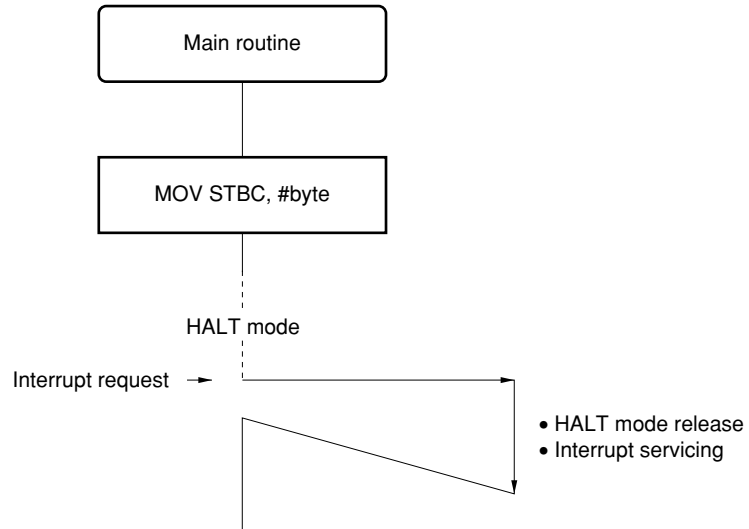 Main routine
MOV STBC, #byte
HALT mode
Interrupt request
• HALT mode release
• Interrupt servicing